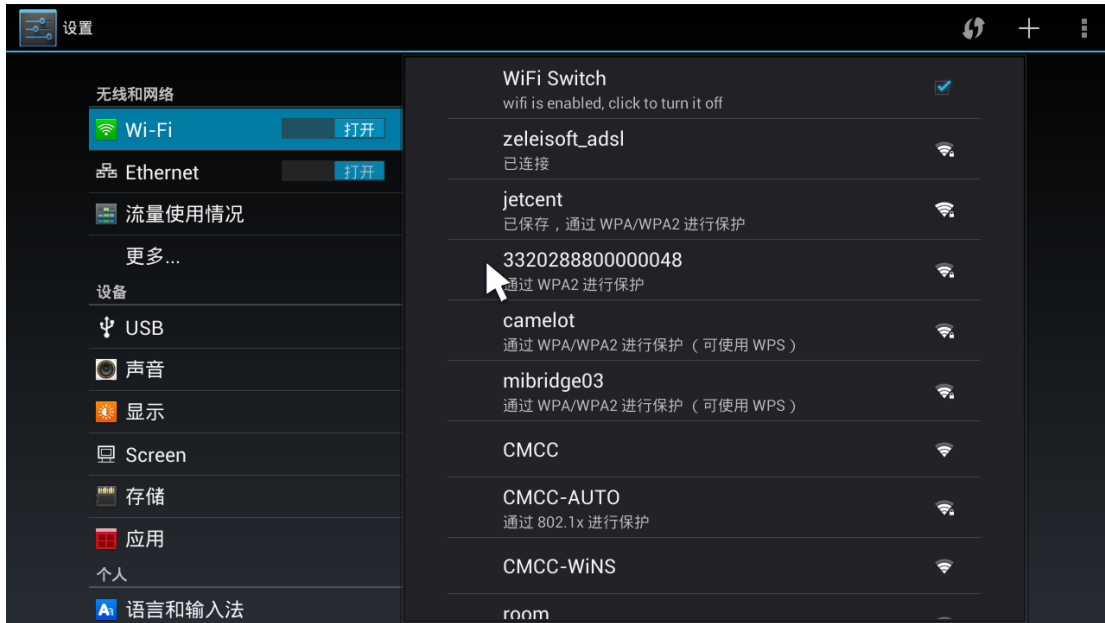 设置
无线和网络
Wi-Fi 打开
Ethernet 打开
流量使用情况
更多...
设备
USB
声音
显示
Screen
存储
应用
个人
语言和输入法
WiFi Switch
wifi is enabled, click to turn it off
zeleisoft_adsl
已连接
jetcent
已保存，通过 WPA/WPA2 进行保护
3320288800000048
通过 WPA2 进行保护
camelot
通过 WPA/WPA2 进行保护（可使用 WPS）
mibridge03
通过 WPA/WPA2 进行保护（可使用 WPS）
CMCC
CMCC-AUTO
通过 802.1x 进行保护
CMCC-WiNS
room